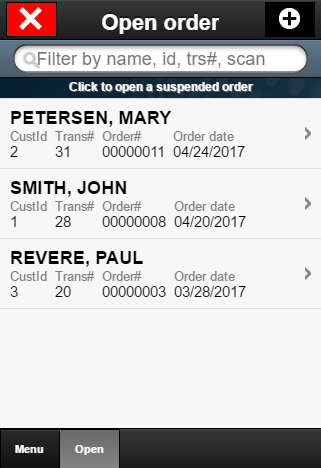 Open order
Filter by name, id, trs#, scan
Click to open a suspended order
PETERSEN, MARY
CustId Trans# Order# Order date
2 31 00000011 04/24/2017
SMITH, JOHN
CustId Trans# Order# Order date
1 28 00000008 04/20/2017
REVERE, PAUL
CustId Trans# Order# Order date
3 20 00000003 03/28/2017
Menu Open